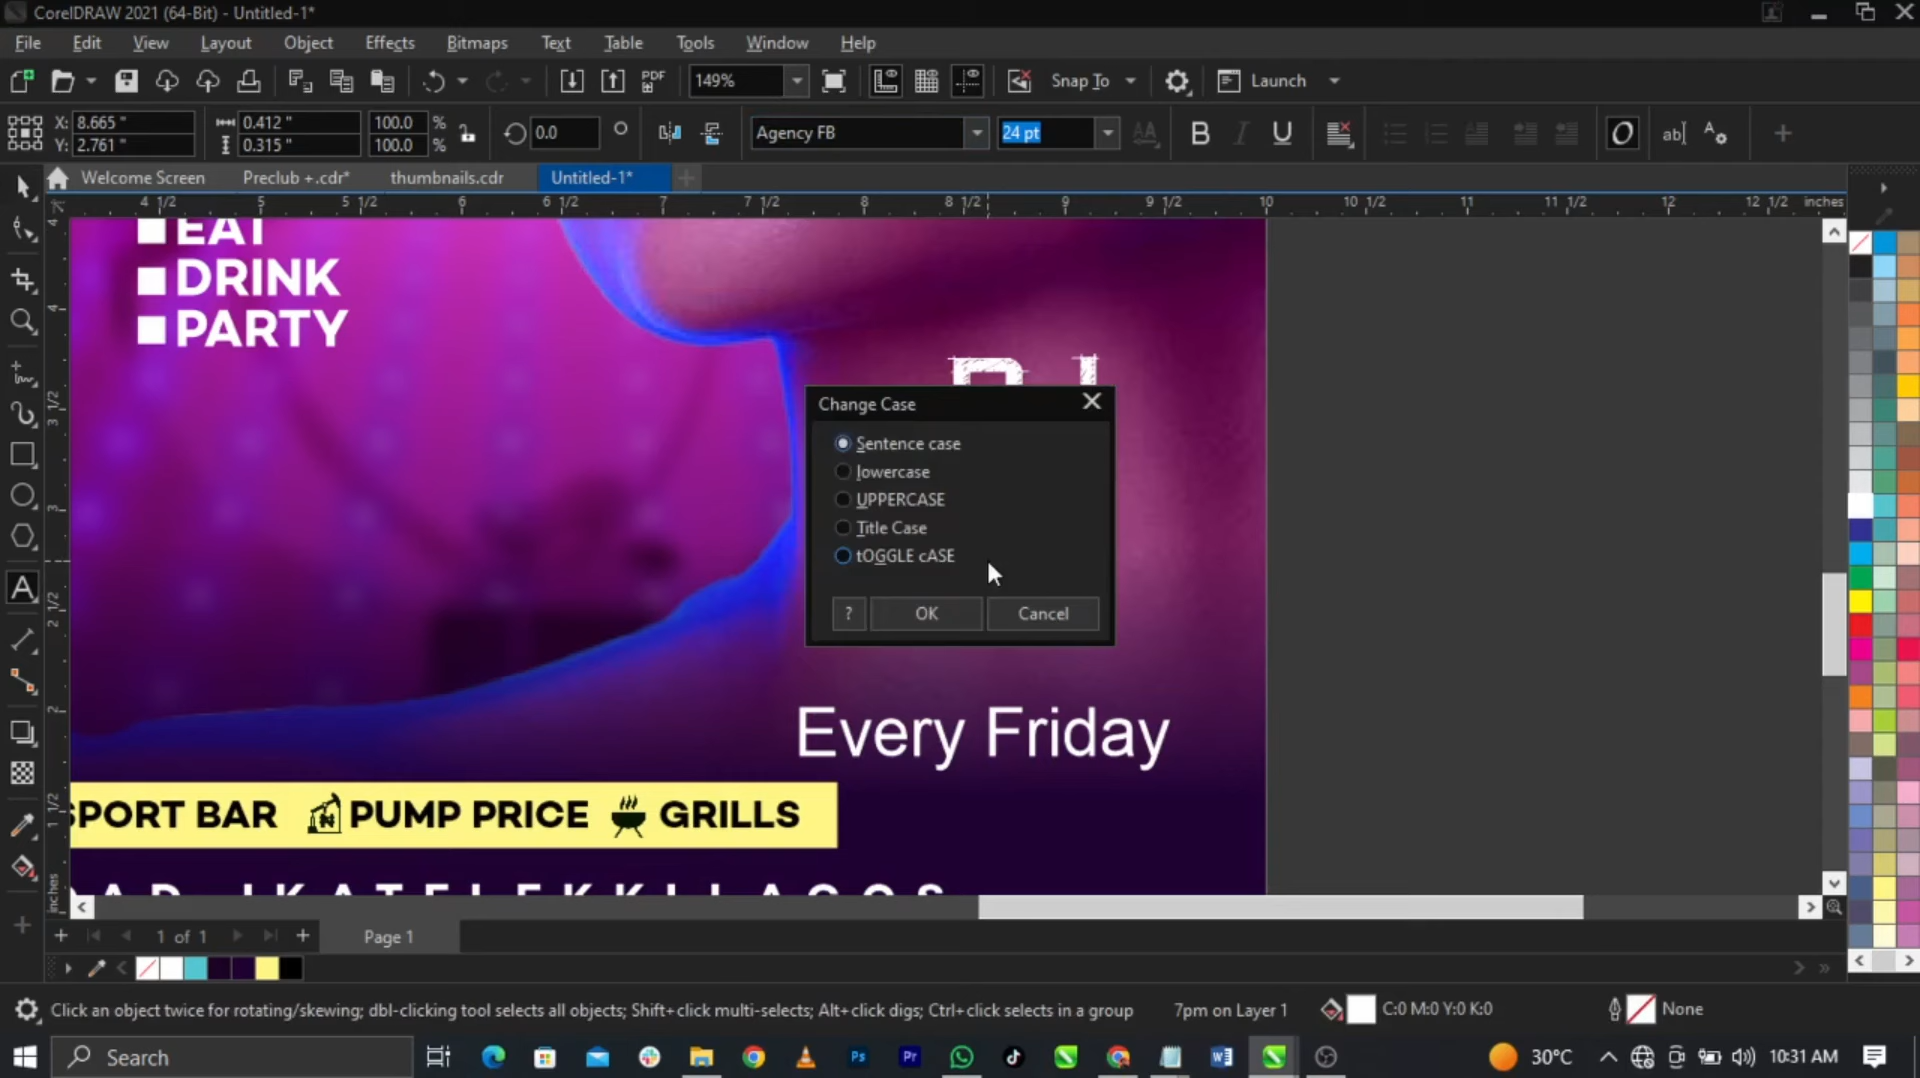 CorelDRAW 2021 (64-Bit) - Untitled-1*
File Edit View Layout Object Effects Bitmaps Text Table Tools Window Help
PDF 149% Snap To Launch
X: 8.665 " 0.412 " 100.0 % 0.0 Agency FB 24 pt B I U O ab
Y: 2.761 " 0.315 " 100.0 %
Welcome Screen Preclub +.cdr* thumbnails.cdr Untitled-1*
4 1/2 5 5 1/2 6 6 1/2 7 7 1/2 8 8 1/2 9 9 1/2 10 10 1/2 11 11 1/2 12 12 1/2 inches
EAT
DRINK
PARTY
DJ
Change Case
Sentence case
lowercase
UPPERCASE
Title Case
tOGGLE cASE
? OK Cancel
Every Friday
SPORT BAR PUMP PRICE GRILLS
1 of 1 Page 1
Click an object twice for rotating/skewing; dbl-clicking tool selects all objects; Shift+click multi-selects; Alt+click digs; Ctrl+click selects in a group 7pm on Layer 1 C:0 M:0 Y:0 K:0 None
Search Ps Pr 30°C 10:31 AM